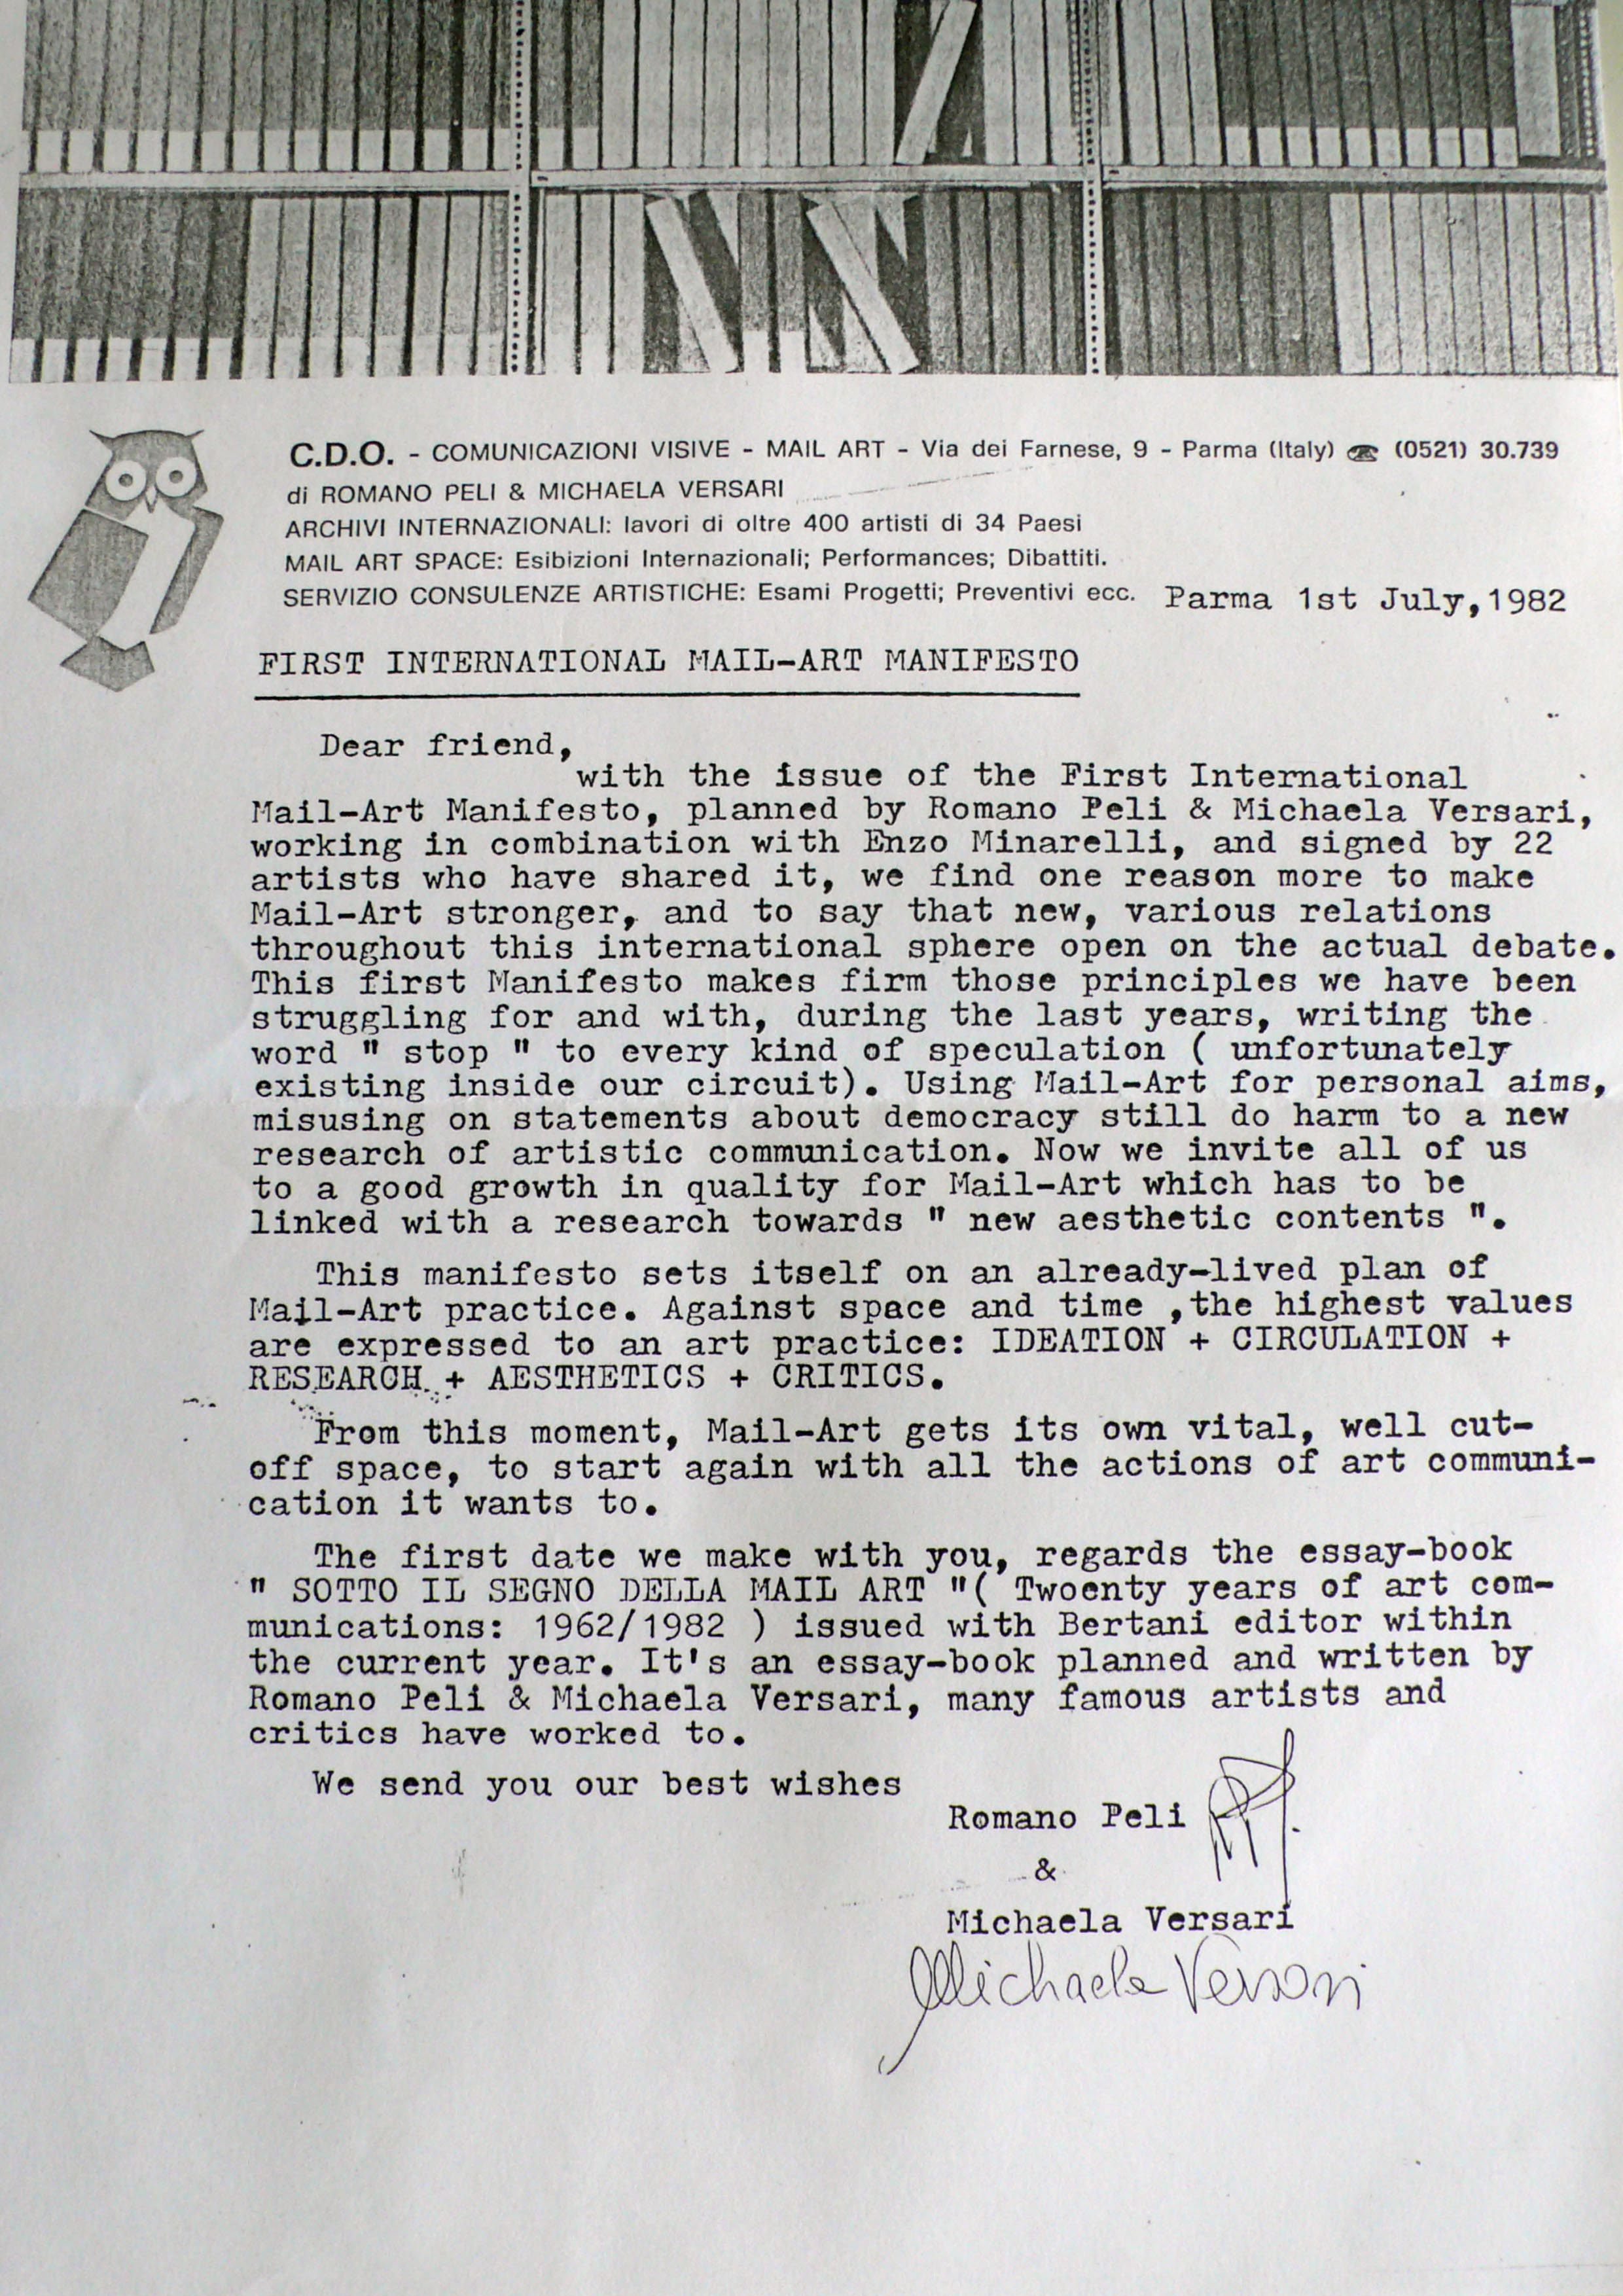 C.D.O. - COMUNICAZIONI VISIVE - MAIL ART - Via dei Farnese, 9 - Parma (Italy) ☎ (0521) 30.739
di ROMANO PELI & MICHAELA VERSARI
ARCHIVI INTERNAZIONALI: lavori di oltre 400 artisti di 34 Paesi
MAIL ART SPACE: Esibizioni Internazionali; Performances; Dibattiti.
SERVIZIO CONSULENZE ARTISTICHE: Esami Progetti; Preventivi ecc. Parma 1st July,1982
FIRST INTERNATIONAL MAIL-ART MANIFESTO
Dear friend,
with the issue of the First International
Mail-Art Manifesto, planned by Romano Peli & Michaela Versari,
working in combination with Enzo Minarelli, and signed by 22
artists who have shared it, we find one reason more to make
Mail-Art stronger, and to say that new, various relations
throughout this international sphere open on the actual debate.
This first Manifesto makes firm those principles we have been
struggling for and with, during the last years, writing the
word " stop " to every kind of speculation ( unfortunately
existing inside our circuit). Using Mail-Art for personal aims,
misusing on statements about democracy still do harm to a new
research of artistic communication. Now we invite all of us
to a good growth in quality for Mail-Art which has to be
linked with a research towards " new aesthetic contents ".
This manifesto sets itself on an already-lived plan of
Mail-Art practice. Against space and time ,the highest values
are expressed to an art practice: IDEATION + CIRCULATION +
RESEARCH + AESTHETICS + CRITICS.
From this moment, Mail-Art gets its own vital, well cut-
off space, to start again with all the actions of art communi-
cation it wants to.
The first date we make with you, regards the essay-book
" SOTTO IL SEGNO DELLA MAIL ART "( Twoenty years of art com-
munications: 1962/1982 ) issued with Bertani editor within
the current year. It's an essay-book planned and written by
Romano Peli & Michaela Versari, many famous artists and
critics have worked to.
We send you our best wishes
Romano Peli
&
Michaela Versari
Michaela Versari